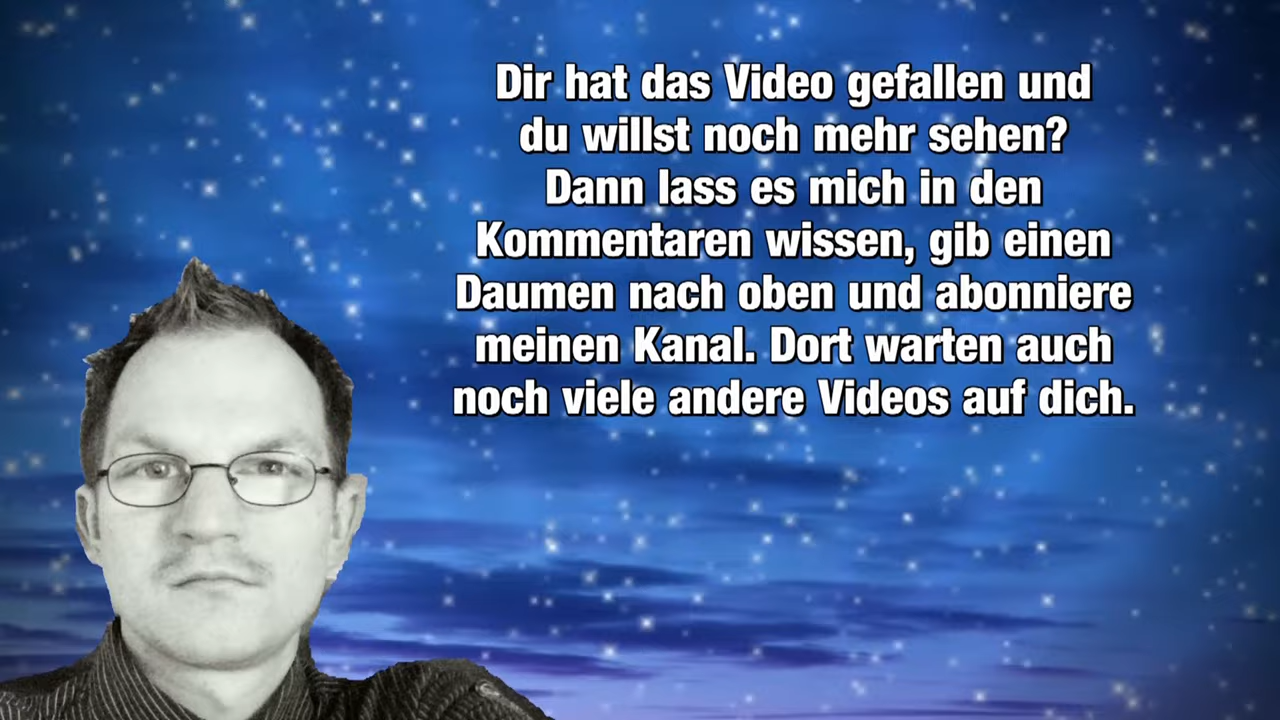 Dir hat das Video gefallen und
du willst noch mehr sehen?
Dann lass es mich in den
Kommentaren wissen, gib einen
Daumen nach oben und abonniere
meinen Kanal. Dort warten auch
noch viele andere Videos auf dich.